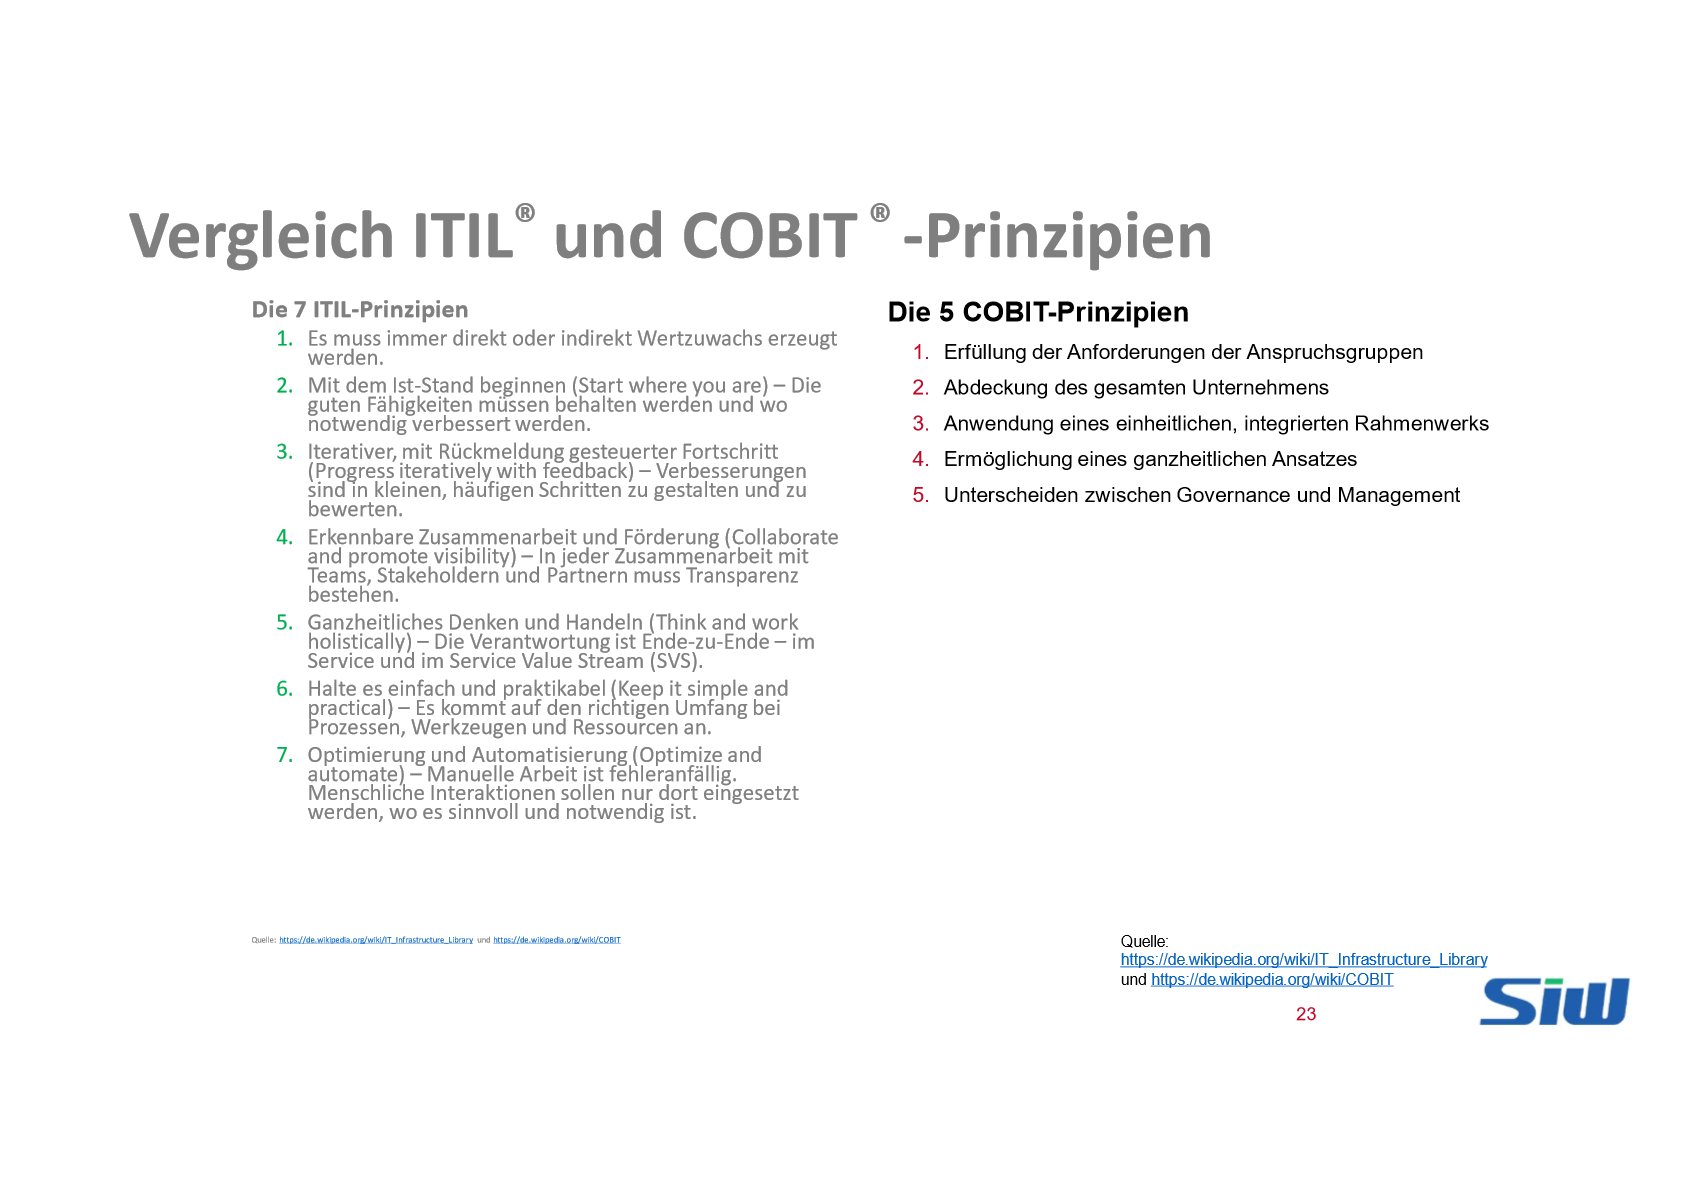 Vergleich ITIL® und COBIT ® -Prinzipien
Die 7 ITIL-Prinzipien
1. Es muss immer direkt oder indirekt Wertzuwachs erzeugt
werden.
2. Mit dem Ist-Stand beginnen (Start where you are) – Die
guten Fähigkeiten müssen behalten werden und wo
notwendig verbessert werden.
3. Iterativer, mit Rückmeldung gesteuerter Fortschritt
(Progress iteratively with feedback) – Verbesserungen
sind in kleinen, häufigen Schritten zu gestalten und zu
bewerten.
4. Erkennbare Zusammenarbeit und Förderung (Collaborate
and promote visibility) – In jeder Zusammenarbeit mit
Teams, Stakeholdern und Partnern muss Transparenz
bestehen.
5. Ganzheitliches Denken und Handeln (Think and work
holistically) – Die Verantwortung ist Ende-zu-Ende – im
Service und im Service Value Stream (SVS).
6. Halte es einfach und praktikabel (Keep it simple and
practical) – Es kommt auf den richtigen Umfang bei
Prozessen, Werkzeugen und Ressourcen an.
7. Optimierung und Automatisierung (Optimize and
automate) – Manuelle Arbeit ist fehleranfällig.
Menschliche Interaktionen sollen nur dort eingesetzt
werden, wo es sinnvoll und notwendig ist.
Quelle: https://de.wikipedia.org/wiki/IT_Infrastructure_Library und https://de.wikipedia.org/wiki/COBIT
Die 5 COBIT-Prinzipien
1. Erfüllung der Anforderungen der Anspruchsgruppen
2. Abdeckung des gesamten Unternehmens
3. Anwendung eines einheitlichen, integrierten Rahmenwerks
4. Ermöglichung eines ganzheitlichen Ansatzes
5. Unterscheiden zwischen Governance und Management
Quelle:
https://de.wikipedia.org/wiki/IT_Infrastructure_Library
und https://de.wikipedia.org/wiki/COBIT
23
Siw